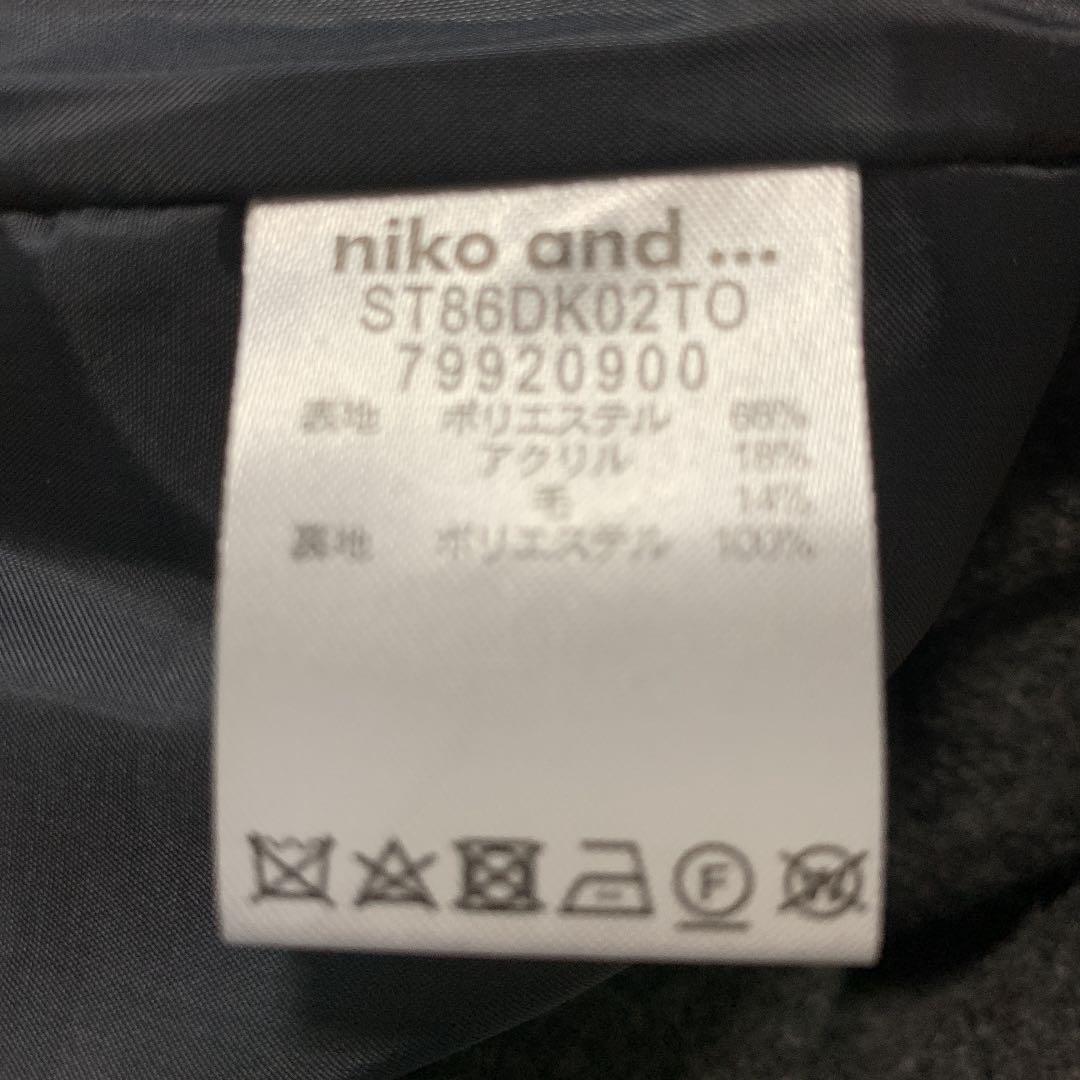 niko and ...
ST86DK02TO
79920900
表地 ポリエステル 68%
アクリル 18%
毛 14%
裏地 ポリエステル 100%
F
W